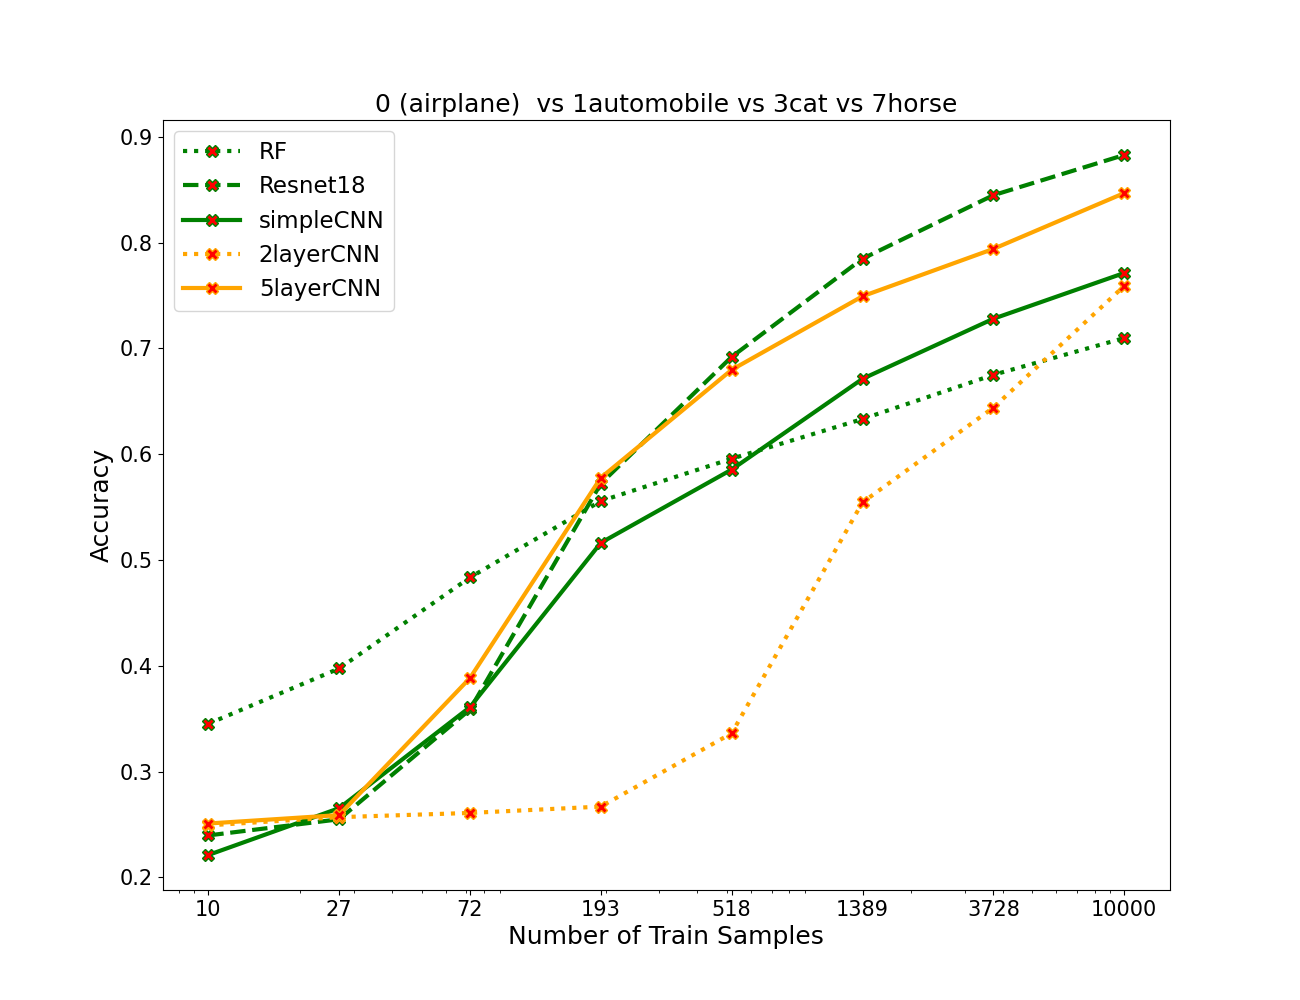 0 (airplane)  vs 1automobile vs 3cat vs 7horse
RF
Resnet18
simpleCNN
2layerCNN
5layerCNN
0.9
0.8
0.7
0.6
0.5
0.4
0.3
0.2
Accuracy
10 27 72 193 518 1389 3728 10000
Number of Train Samples